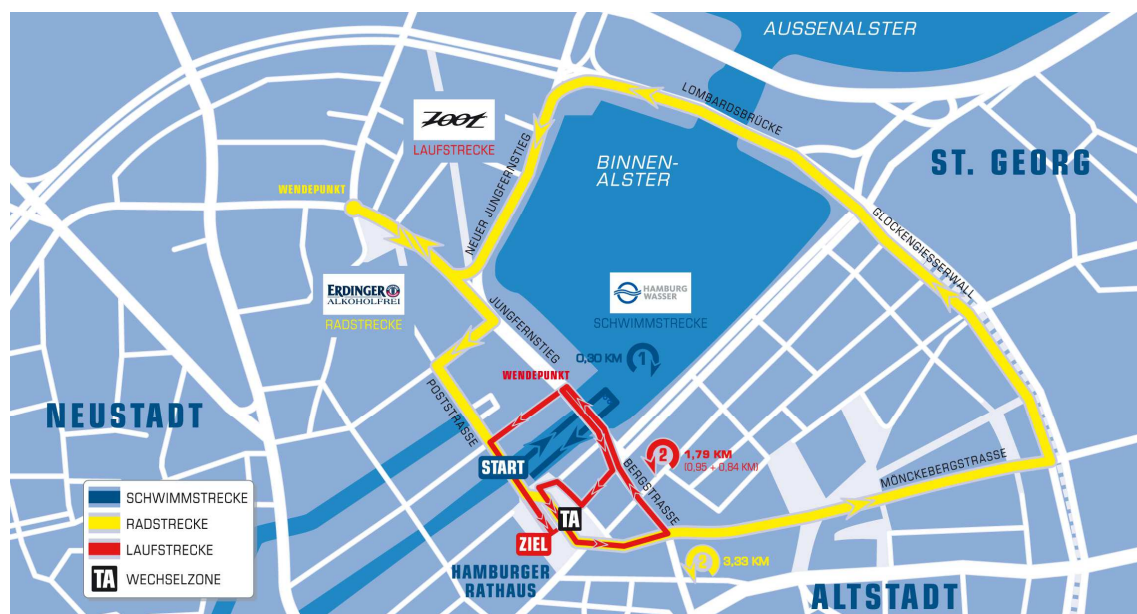 AUSSENALSTER
LOMBARDSBRÜCKE
ZOOT
LAUFSTRECKE
BINNEN-
ALSTER
ST. GEORG
WENDEPUNKT
NEUER JUNGFERNSTIEG
GLOCKENGIESSERWALL
ERDINGER
ALKOHOLFREI
RADSTRECKE
HAMBURG
WASSER
SCHWIMMSTRECKE
JUNGFERNSTIEG
0,30 KM
1
WENDEPUNKT
POSTSTRASSE
NEUSTADT
START
BERGSTRASSE
2
1,79 KM
(0,95 + 0,84 KM)
MÖNCKEBERGSTRASSE
TA
ZIEL
HAMBURGER
RATHAUS
2
3,33 KM
ALTSTADT
SCHWIMMSTRECKE
RADSTRECKE
LAUFSTRECKE
TA WECHSELZONE